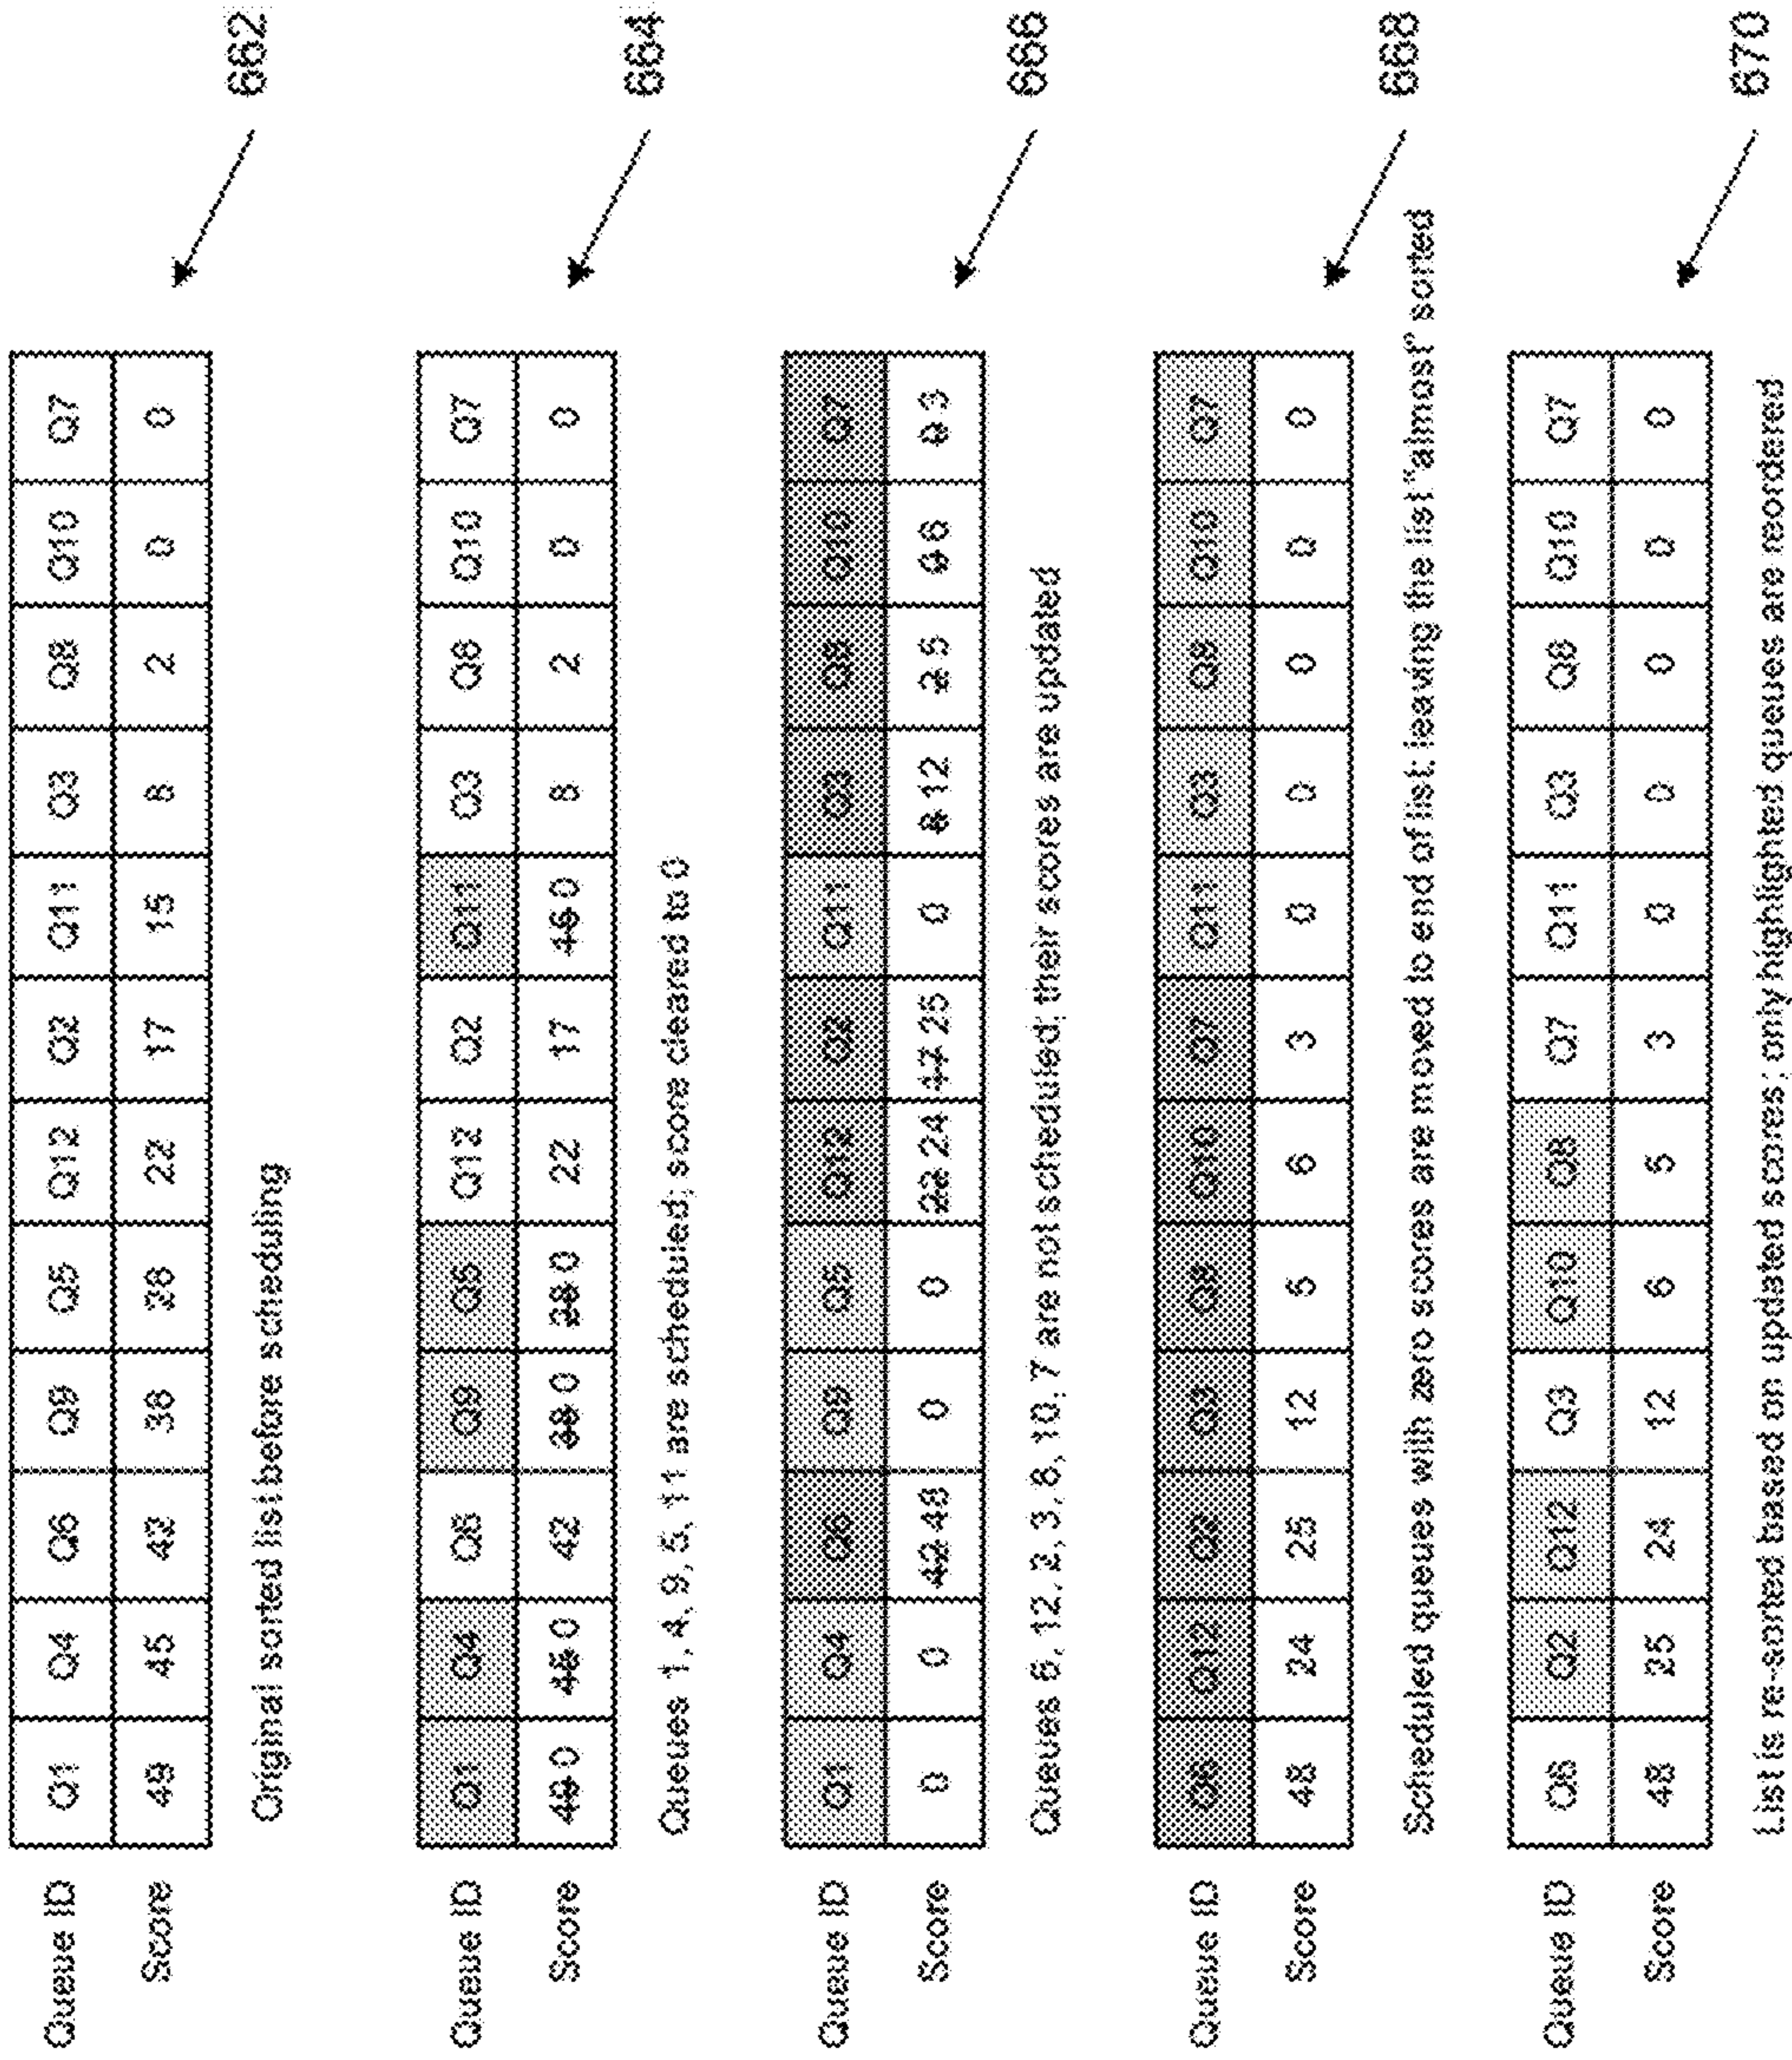 Queue ID Q1 Q4 Q6 Q9 Q5 Q12 Q2 Q11 Q3 Q8 Q10 Q7
Score 49 45 42 38 28 22 17 15 8 2 0 0
662
Original sorted list before scheduling
Queue ID Q1 Q4 Q6 Q9 Q5 Q12 Q2 Q11 Q3 Q8 Q10 Q7
Score 49 0 45 0 42 38 0 28 0 22 17 15 0 8 2 0 0
664
Queues 1, 4, 9, 5, 11 are scheduled; score cleared to 0
Queue ID Q1 Q4 Q6 Q9 Q5 Q12 Q2 Q11 Q3 Q8 Q10 Q7
Score 0 0 42 48 0 0 22 24 17 25 0 8 12 2 5 0 6 0 3
666
Queues 6, 12, 2, 3, 8, 10, 7 are not scheduled; their scores are updated
Queue ID Q6 Q12 Q2 Q3 Q8 Q10 Q7 Q11 Q3 Q8 Q10 Q7
Score 48 24 25 12 5 6 3 0 0 0 0 0
668
Scheduled queues with zero scores are moved to end of list; leaving the list "almost" sorted
Queue ID Q6 Q2 Q12 Q3 Q10 Q8 Q7 Q11 Q3 Q8 Q10 Q7
Score 48 25 24 12 6 5 3 0 0 0 0 0
670
List is re-sorted based on updated scores; only highlighted queues are reordered